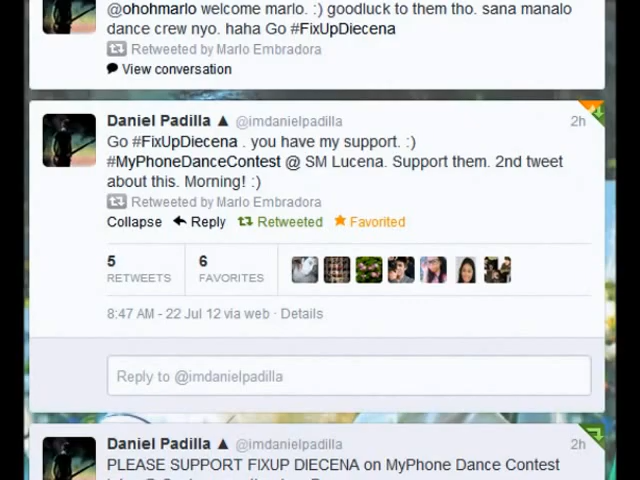 @ohohmarlo welcome marlo. :) goodluck to them tho. sana manalo
dance crew nyo. haha Go #FixUpDiecena
Retweeted by Marlo Embradora
View conversation
Daniel Padilla ▲ @imdanielpadilla 2h
Go #FixUpDiecena . you have my support. :)
#MyPhoneDanceContest @ SM Lucena. Support them. 2nd tweet
about this. Morning! :)
Retweeted by Marlo Embradora
Collapse Reply Retweeted Favorited
5 6
RETWEETS FAVORITES
8:47 AM - 22 Jul 12 via web · Details
Reply to @imdanielpadilla
Daniel Padilla ▲ @imdanielpadilla 2h
PLEASE SUPPORT FIXUP DIECENA on MyPhone Dance Contest